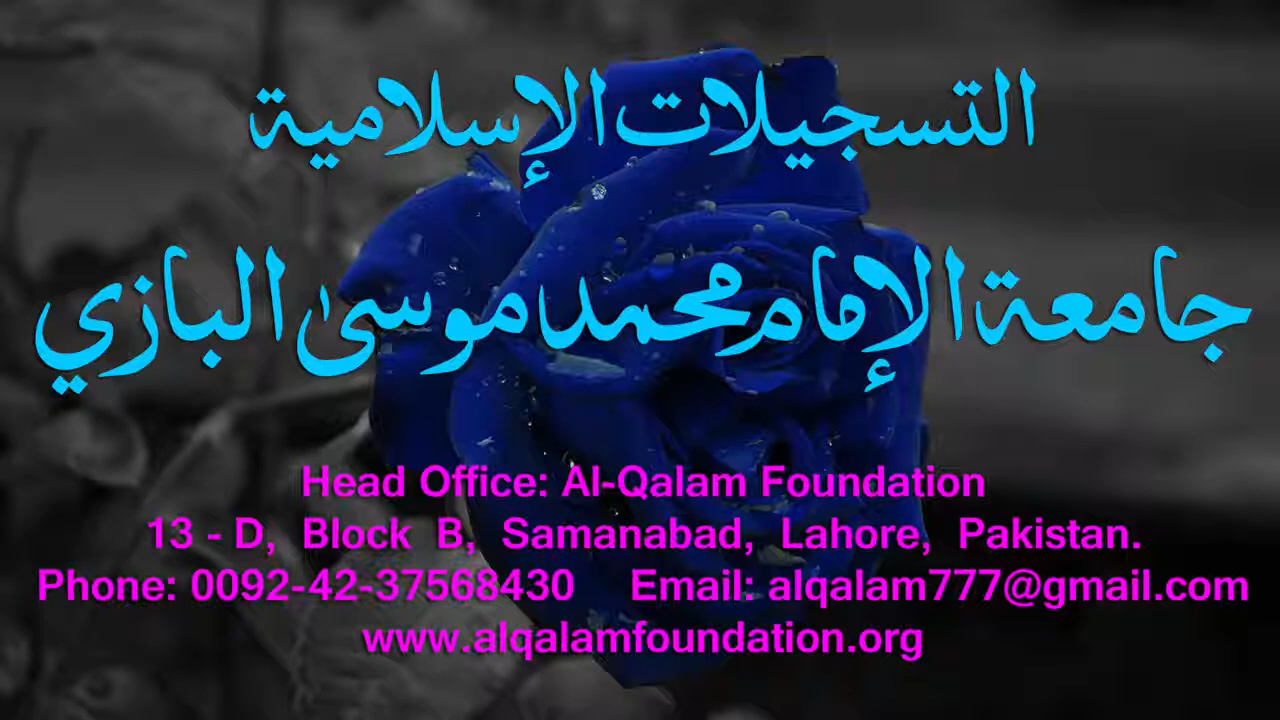 التسجيلات الإسلامية
جامعة الإمام محمد موسىٰ البازي
Head Office: Al-Qalam Foundation
13 - D, Block B, Samanabad, Lahore, Pakistan.
Phone: 0092-42-37568430 Email: alqalam777@gmail.com
www.alqalamfoundation.org